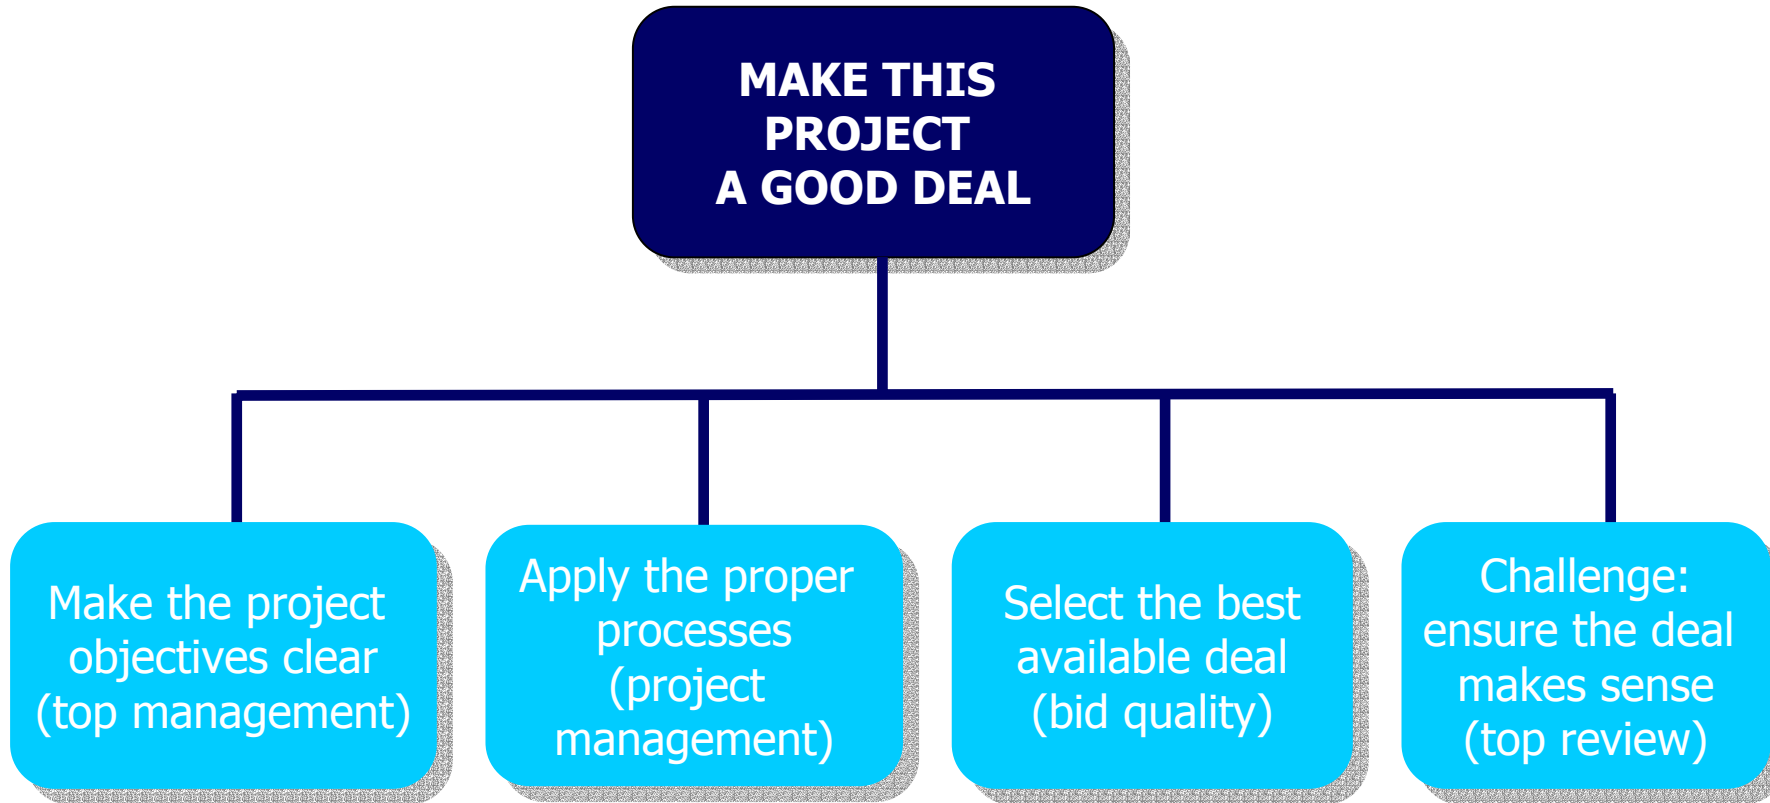 MAKE THIS
PROJECT
A GOOD DEAL
Make the project
objectives clear
(top management)
Apply the proper
processes
(project
management)
Select the best
available deal
(bid quality)
Challenge:
ensure the deal
makes sense
(top review)